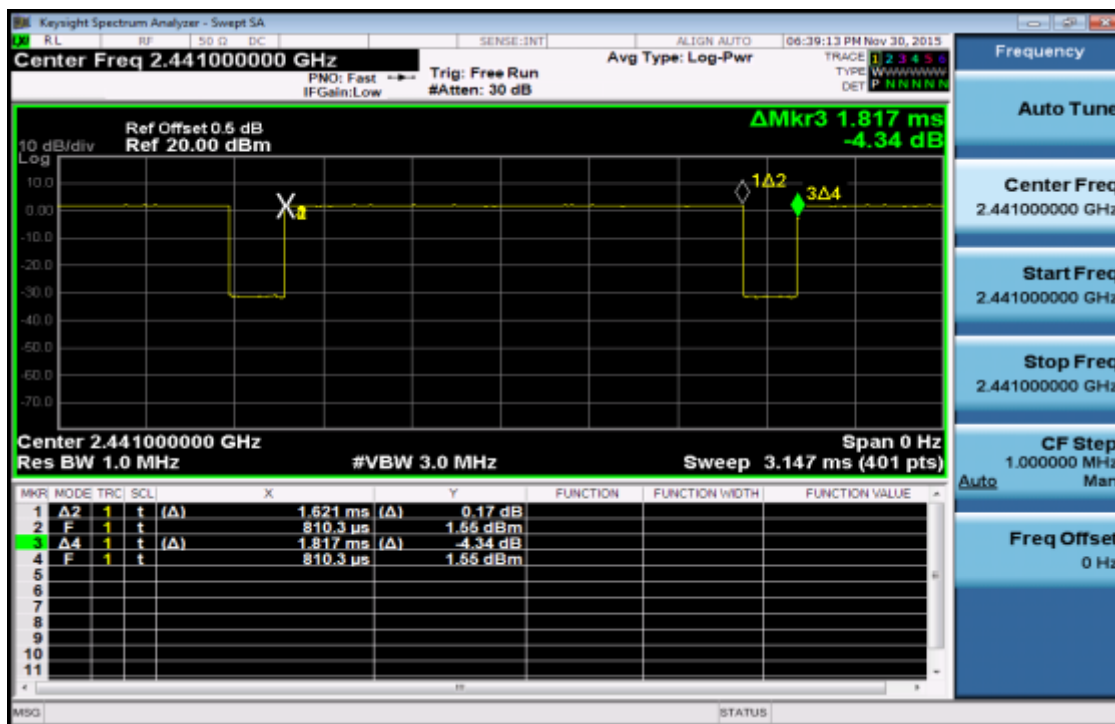 Keysight Spectrum Analyzer - Swept SA
RL RF 50 Ω DC SENSE:INT ALIGN AUTO 06:39:13 PM Nov 30, 2015
Center Freq 2.441000000 GHz
PNO: Fast
IFGain:Low
Trig: Free Run
#Atten: 30 dB
Avg Type: Log-Pwr
TRACE 1 2 3 4 5 6
TYPE WWWWWW
DET P N N N N N
Ref Offset 0.5 dB
Ref 20.00 dBm
10 dB/div
Log
ΔMkr3 1.817 ms
-4.34 dB
10.0
0.00
-10.0
-20.0
-30.0
-40.0
-50.0
-60.0
-70.0
1Δ2
3Δ4
Center 2.441000000 GHz
Span 0 Hz
Res BW 1.0 MHz
#VBW 3.0 MHz
Sweep 3.147 ms (401 pts)
MKR MODE TRC SCL X Y FUNCTION FUNCTION WIDTH FUNCTION VALUE
1 Δ2 1 t (Δ) 1.621 ms (Δ) 0.17 dB
2 F 1 t 810.3 µs 1.55 dBm
3 Δ4 1 t (Δ) 1.817 ms (Δ) -4.34 dB
4 F 1 t 810.3 µs 1.55 dBm
5
6
7
8
9
10
11
MSG
STATUS
Frequency
Auto Tune
Center Freq
2.441000000 GHz
Start Freq
2.441000000 GHz
Stop Freq
2.441000000 GHz
CF Step
1.000000 MHz
Auto Man
Freq Offset
0 Hz